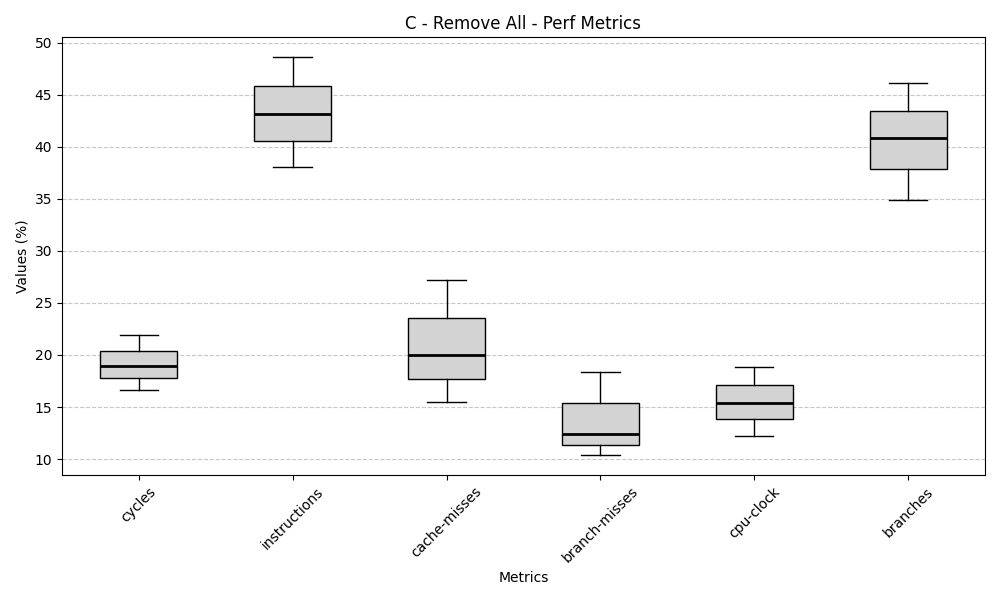 C - Remove All - Perf Metrics
Values (%)
50
45
40
35
30
25
20
15
10
cycles
instructions
cache-misses
branch-misses
cpu-clock
branches
Metrics